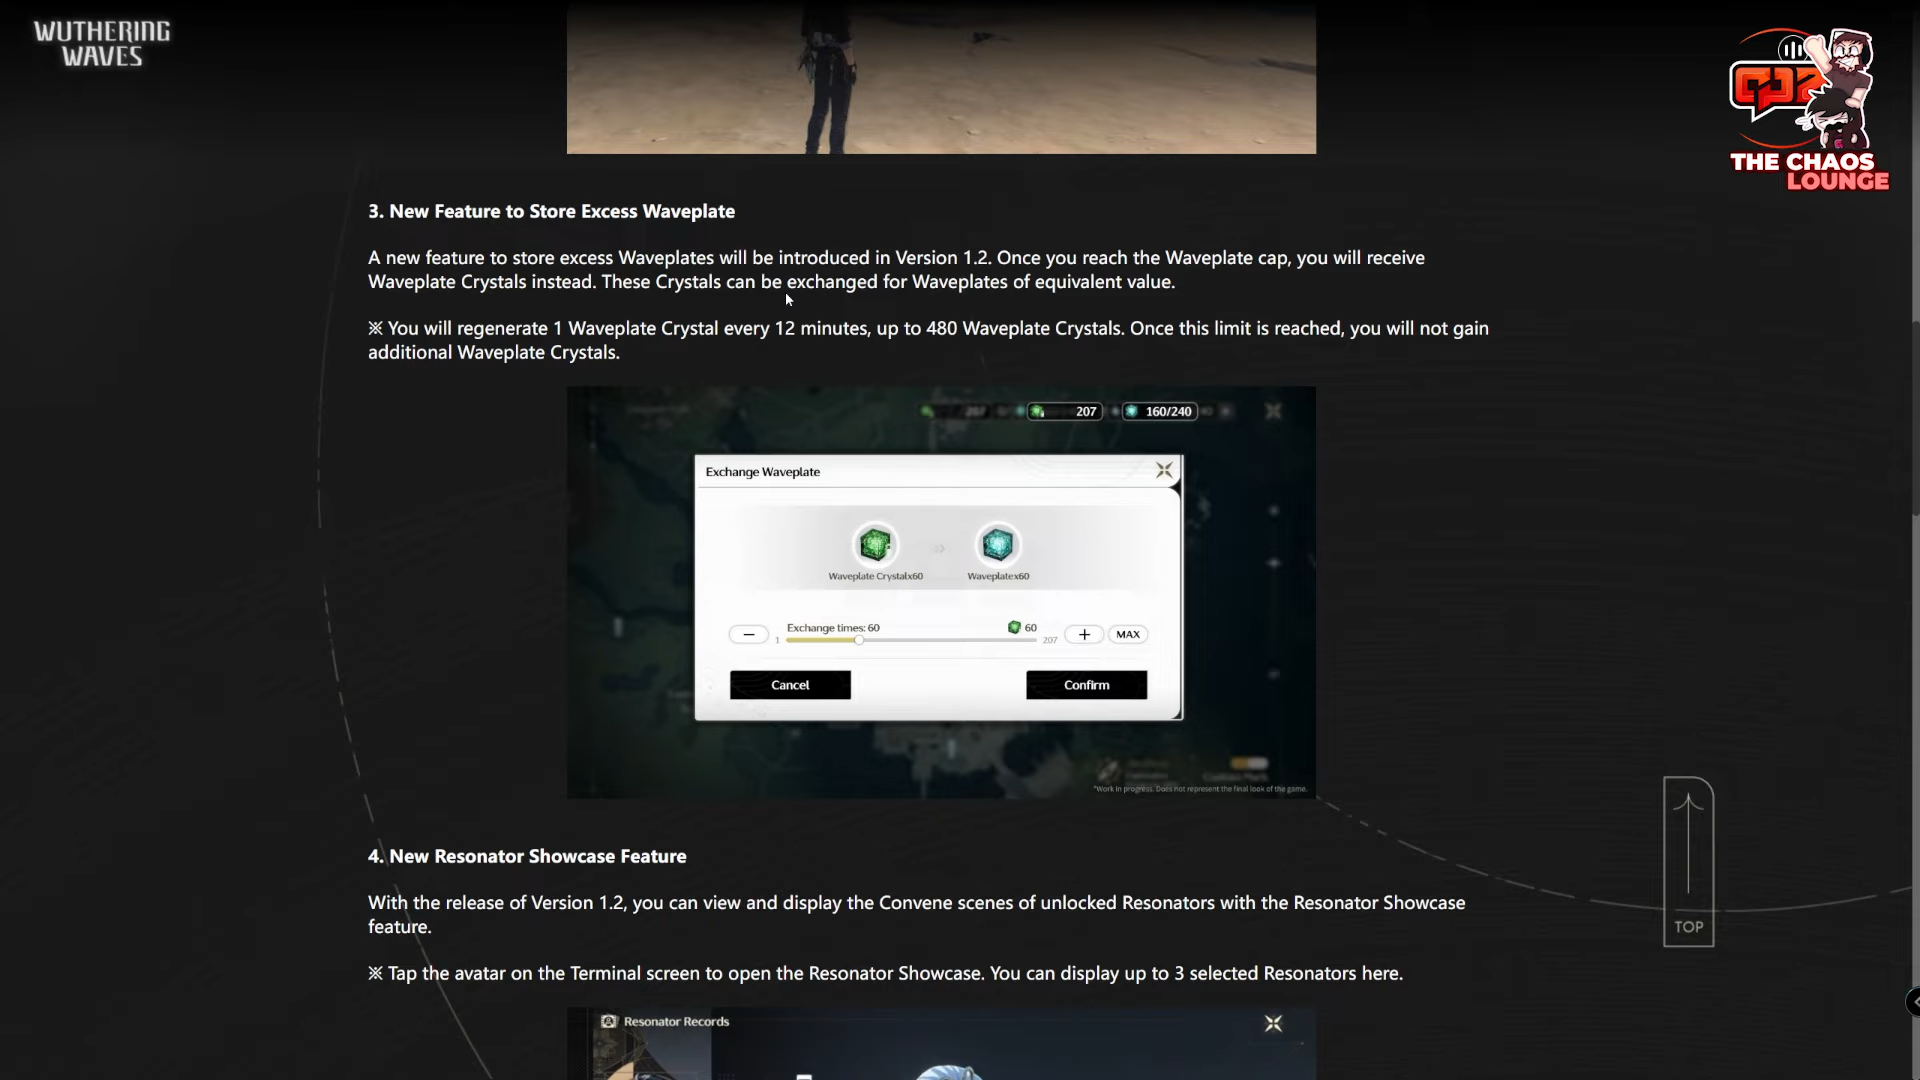 WUTHERING
WAVES
THE CHAOS
LOUNGE
3. New Feature to Store Excess Waveplate
A new feature to store excess Waveplates will be introduced in Version 1.2. Once you reach the Waveplate cap, you will receive
Waveplate Crystals instead. These Crystals can be exchanged for Waveplates of equivalent value.
※ You will regenerate 1 Waveplate Crystal every 12 minutes, up to 480 Waveplate Crystals. Once this limit is reached, you will not gain
additional Waveplate Crystals.
207 160/240
Exchange Waveplate
Waveplate Crystalx60 Waveplatex60
Exchange times: 60 60
1 207 MAX
Cancel Confirm
*Work in progress. Does not represent the final look of the game.
4. New Resonator Showcase Feature
With the release of Version 1.2, you can view and display the Convene scenes of unlocked Resonators with the Resonator Showcase
feature.
TOP
※ Tap the avatar on the Terminal screen to open the Resonator Showcase. You can display up to 3 selected Resonators here.
Resonator Records